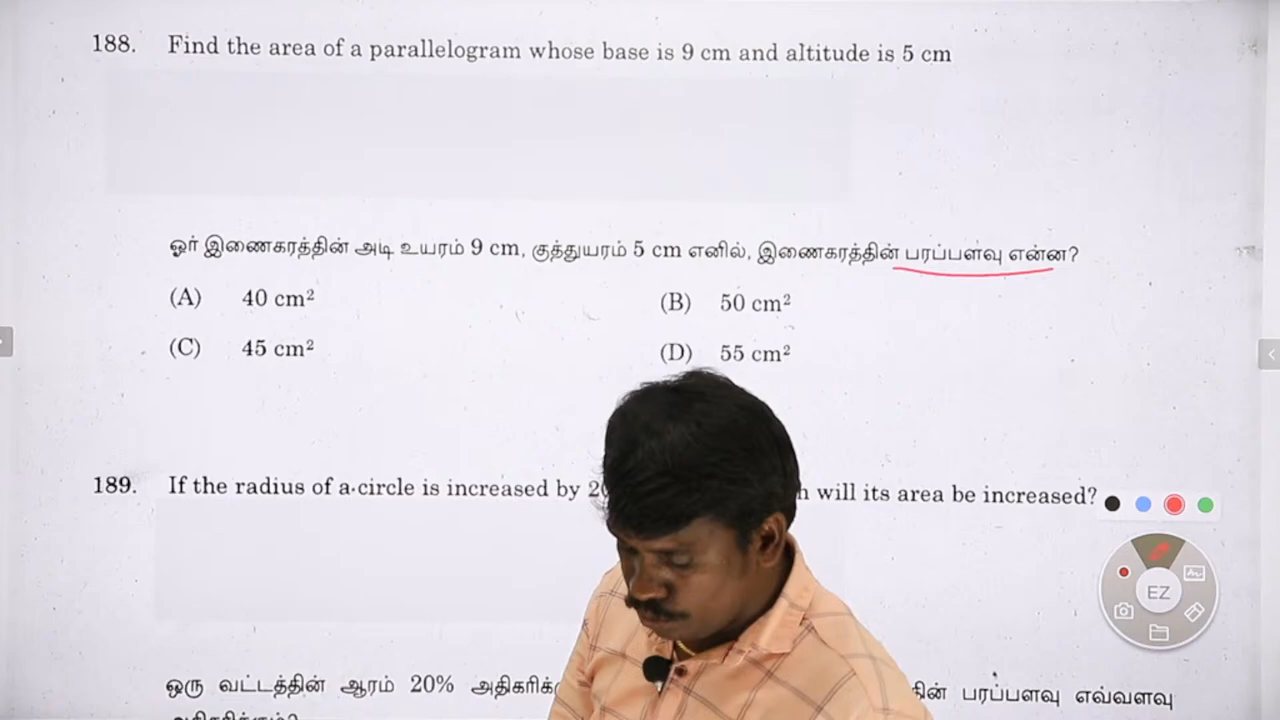 188. Find the area of a parallelogram whose base is 9 cm and altitude is 5 cm
ஓர் இணைகரத்தின் அடி உயரம் 9 cm, குத்துயரம் 5 cm எனில், இணைகரத்தின் பரப்பளவு என்ன?
(A) 40 cm² (B) 50 cm²
(C) 45 cm² (D) 55 cm²
189. If the radius of a circle is increased by will its area be increased?
EZ
ஒரு வட்டத்தின் ஆரம் 20% பரப்பளவு எவ்வளவு